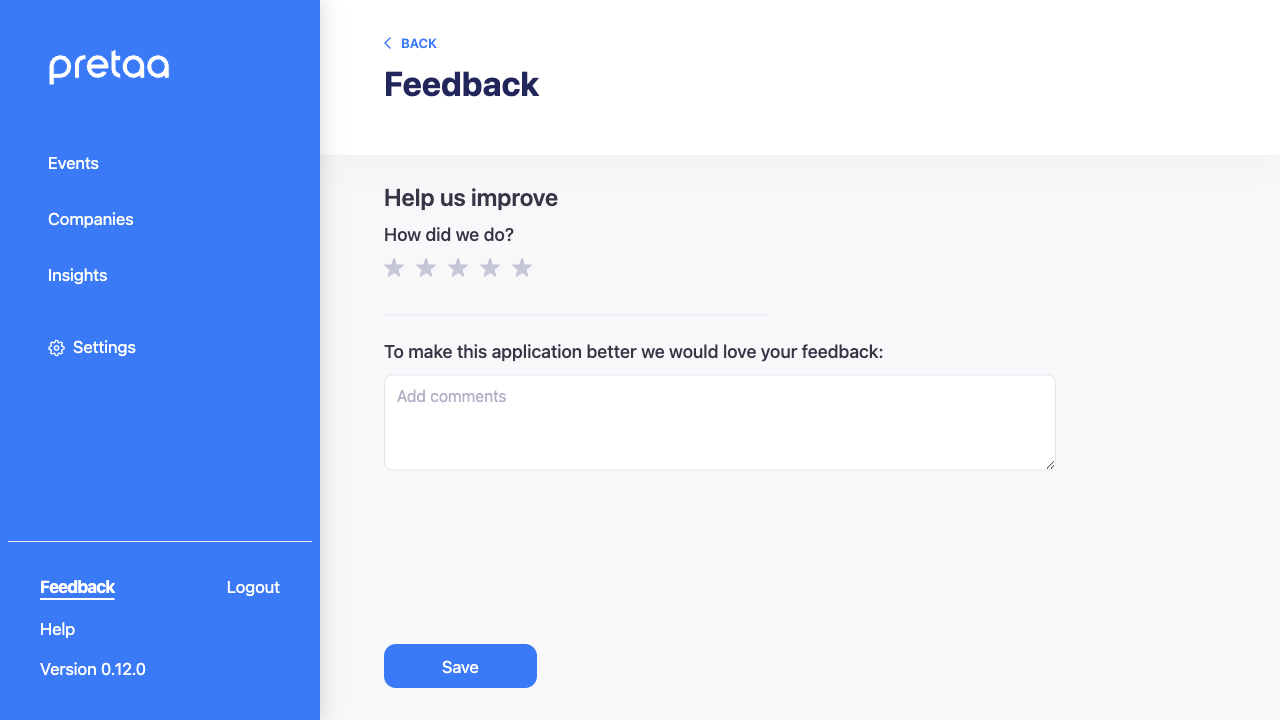 pretaa
Events
Companies
Insights
Settings
Feedback
Logout
Help
Version 0.12.0
BACK
Feedback
Help us improve
How did we do?
To make this application better we would love your feedback:
Add comments
Save